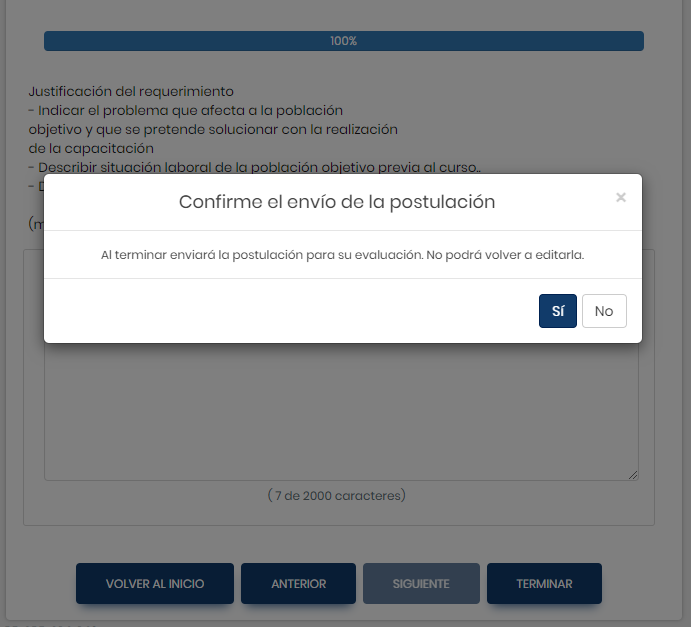 100%
Justificación del requerimiento
- Indicar el problema que afecta a la población
objetivo y que se pretende solucionar con la realización
de la capacitación
- Describir situación laboral de la población objetivo previa al curso..
Confirme el envío de la postulación
×
Al terminar enviará la postulación para su evaluación. No podrá volver a editarla.
Sí No
( 7 de 2000 caracteres)
VOLVER AL INICIO ANTERIOR SIGUIENTE TERMINAR